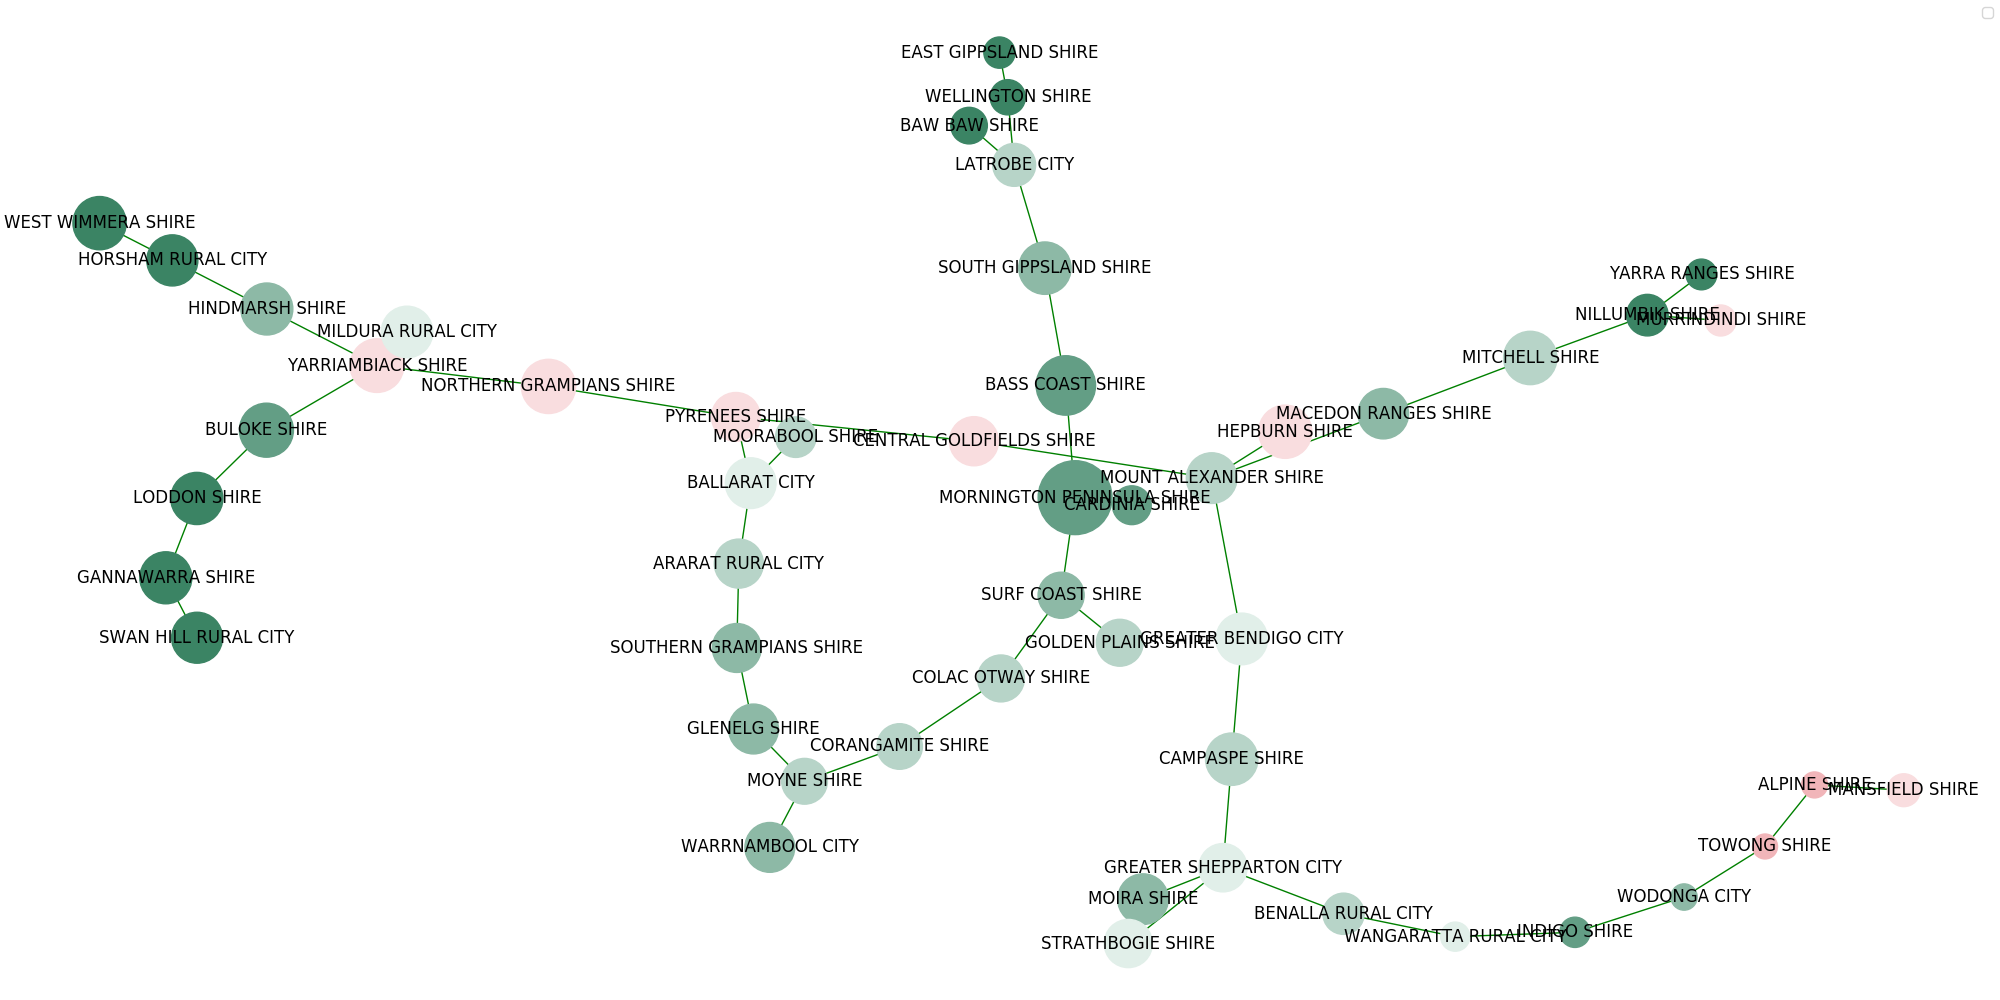 EAST GIPPSLAND SHIRE
WELLINGTON SHIRE
BAW BAW SHIRE
LATROBE CITY
WEST WIMMERA SHIRE
HORSHAM RURAL CITY
SOUTH GIPPSLAND SHIRE
YARRA RANGES SHIRE
HINDMARSH SHIRE
NILLUMBIK SHIRE
MURRINDINDI SHIRE
MILDURA RURAL CITY
MITCHELL SHIRE
YARRIAMBIACK SHIRE
NORTHERN GRAMPIANS SHIRE
BASS COAST SHIRE
PYRENEES SHIRE
MACEDON RANGES SHIRE
BULOKE SHIRE
MOORABOOL SHIRE
CENTRAL GOLDFIELDS SHIRE
HEPBURN SHIRE
BALLARAT CITY
MOUNT ALEXANDER SHIRE
LODDON SHIRE
MORNINGTON PENINSULA SHIRE
CARDINIA SHIRE
ARARAT RURAL CITY
GANNAWARRA SHIRE
SURF COAST SHIRE
SWAN HILL RURAL CITY
GOLDEN PLAINS SHIRE
GREATER BENDIGO CITY
SOUTHERN GRAMPIANS SHIRE
COLAC OTWAY SHIRE
GLENELG SHIRE
CORANGAMITE SHIRE
CAMPASPE SHIRE
MOYNE SHIRE
ALPINE SHIRE
MANSFIELD SHIRE
WARRNAMBOOL CITY
TOWONG SHIRE
GREATER SHEPPARTON CITY
MOIRA SHIRE
WODONGA CITY
BENALLA RURAL CITY
STRATHBOGIE SHIRE
WANGARATTA RURAL CITY
INDIGO SHIRE